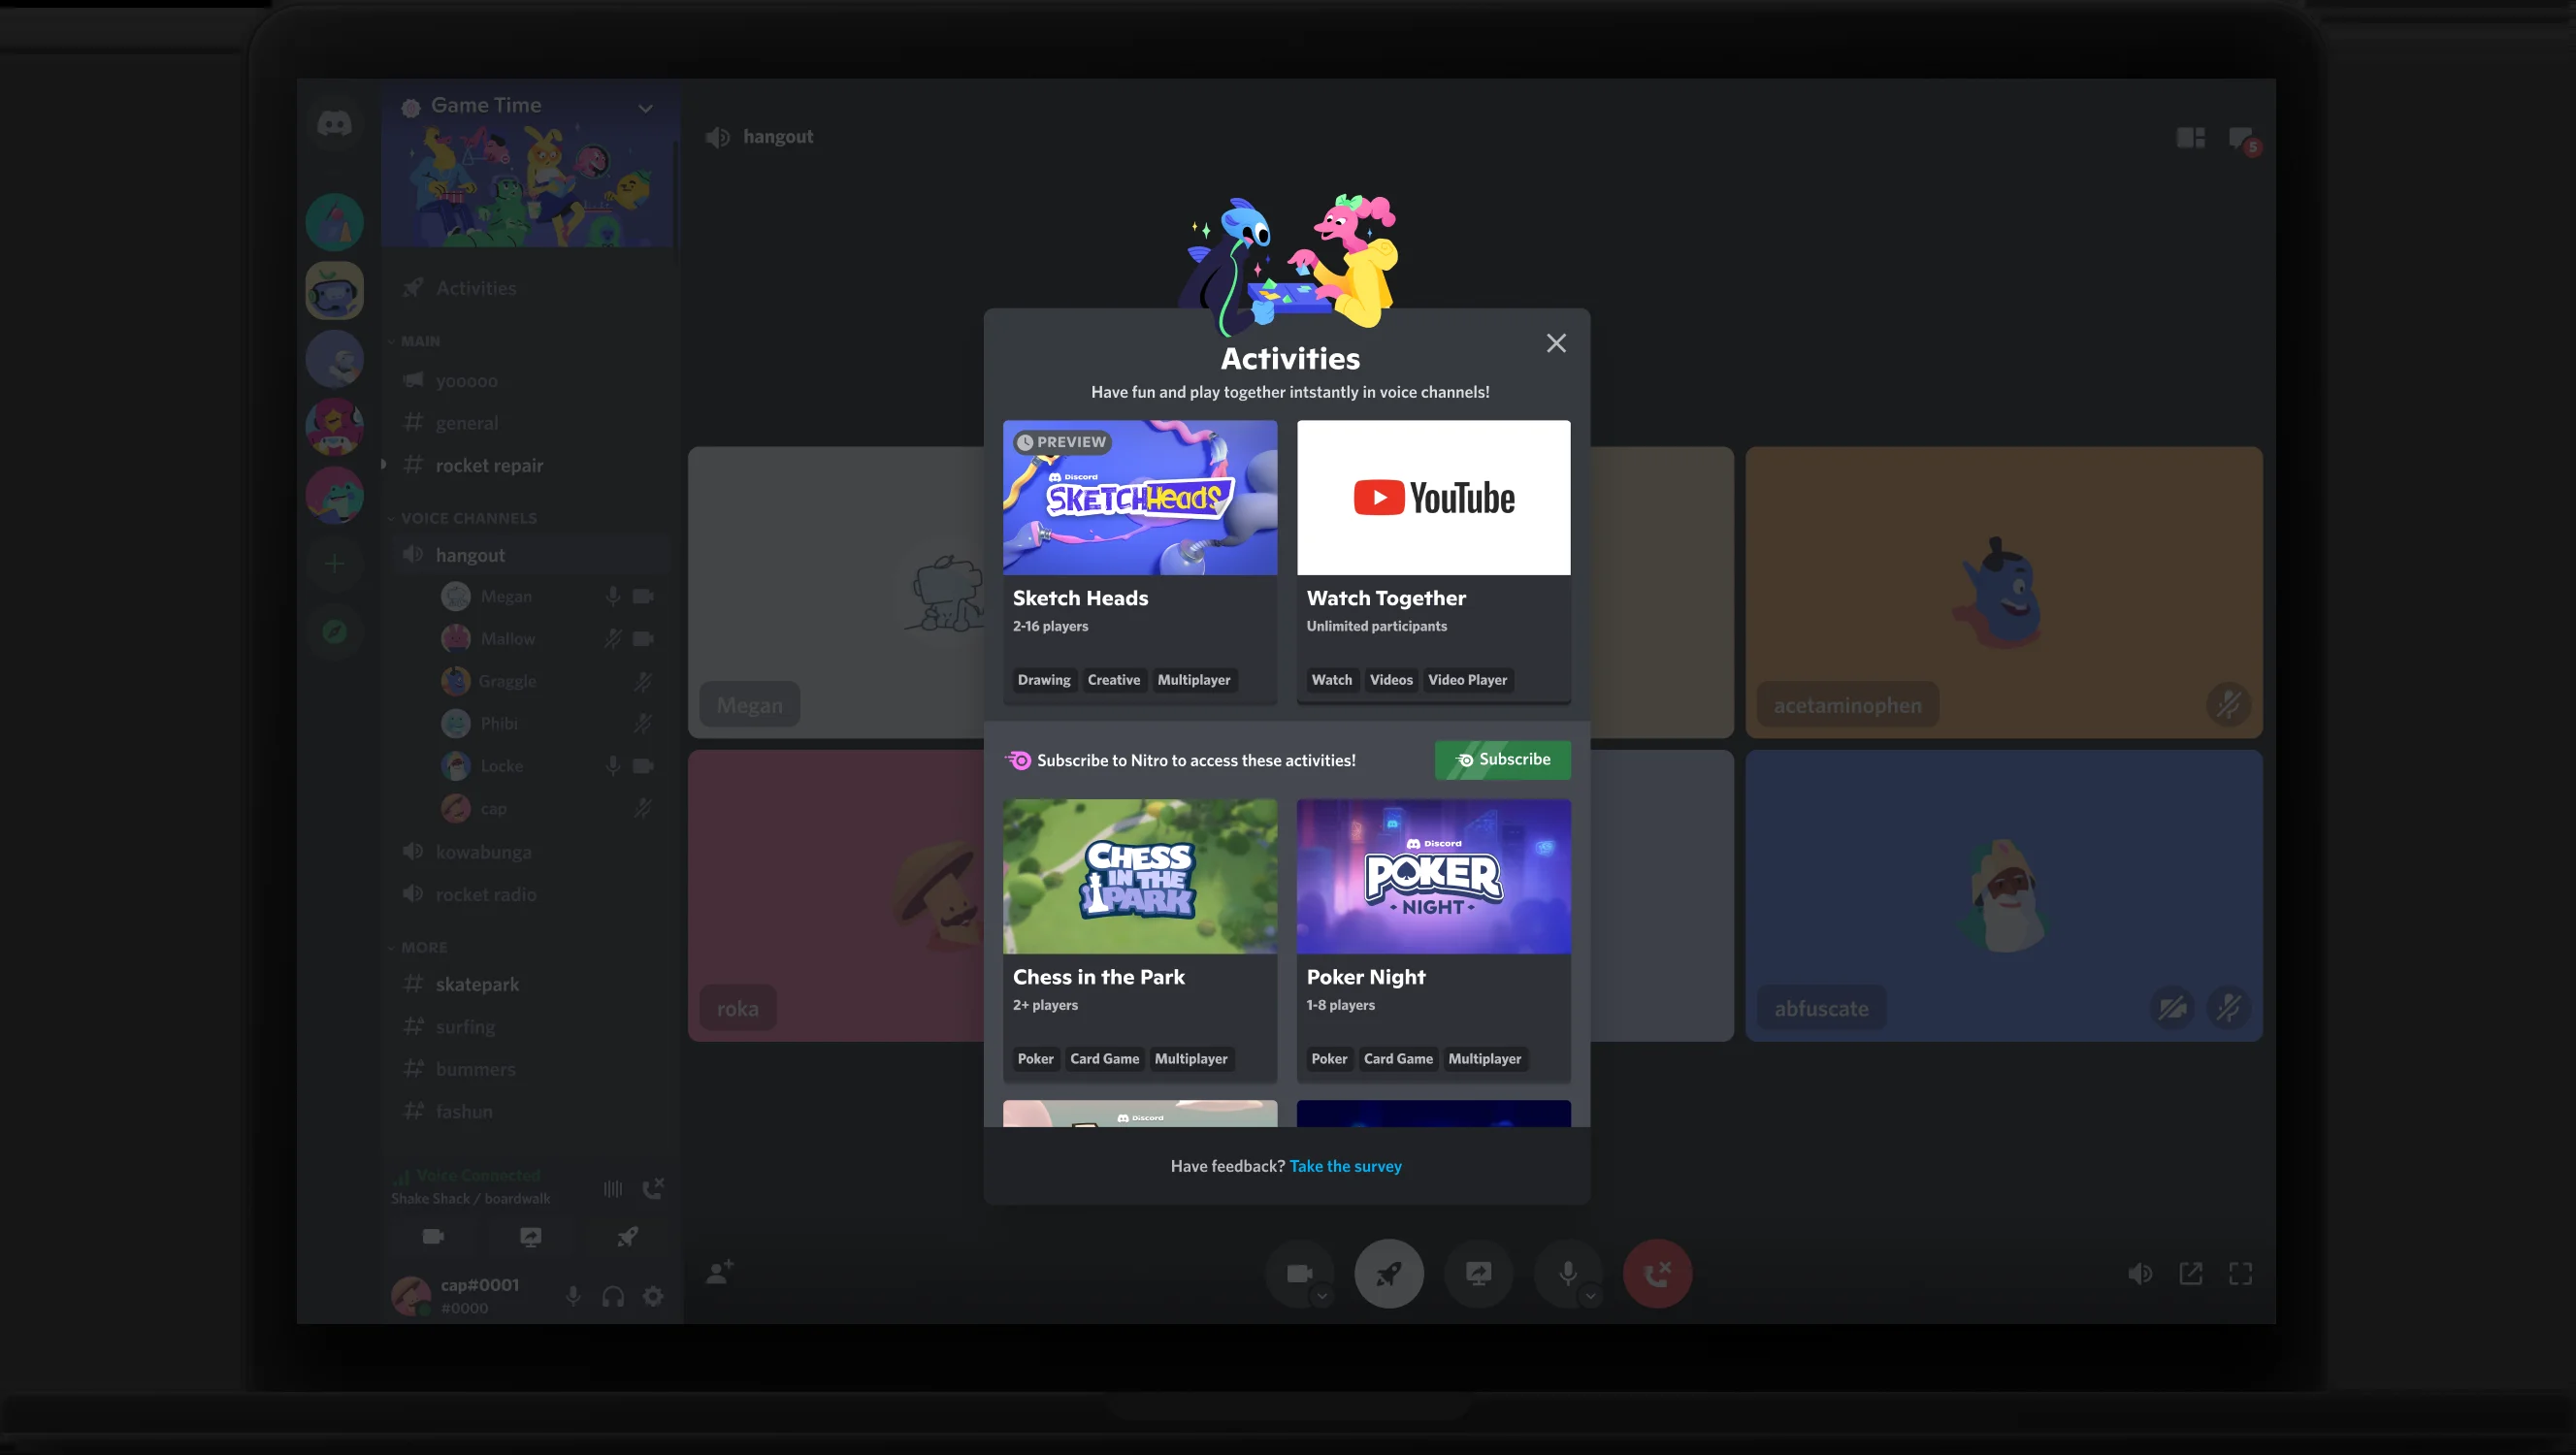 Game Time
Activities
MAIN
yooooo
general
rocket repair
VOICE CHANNELS
hangout
Megan
Mallow
Graggle
Phibi
Locke
cap
kowabunga
rocket radio
MORE
skatepark
surfing
bummers
fashun
Voice Connected
Shake Shack / boardwalk
cap#0001
#0000
hangout
5
Megan
acetaminophen
roka
abfuscate
Activities
Have fun and play together intstantly in voice channels!
PREVIEW
Discord
SKETCHHeadS
YouTube
Sketch Heads
2-16 players
Drawing Creative Multiplayer
Watch Together
Unlimited participants
Watch Videos Video Player
Subscribe to Nitro to access these activities!
Subscribe
CHESS
IN THE
PARK
Discord
POKER
NIGHT
Chess in the Park
2+ players
Poker Card Game Multiplayer
Poker Night
1-8 players
Poker Card Game Multiplayer
Discord
Have feedback? Take the survey